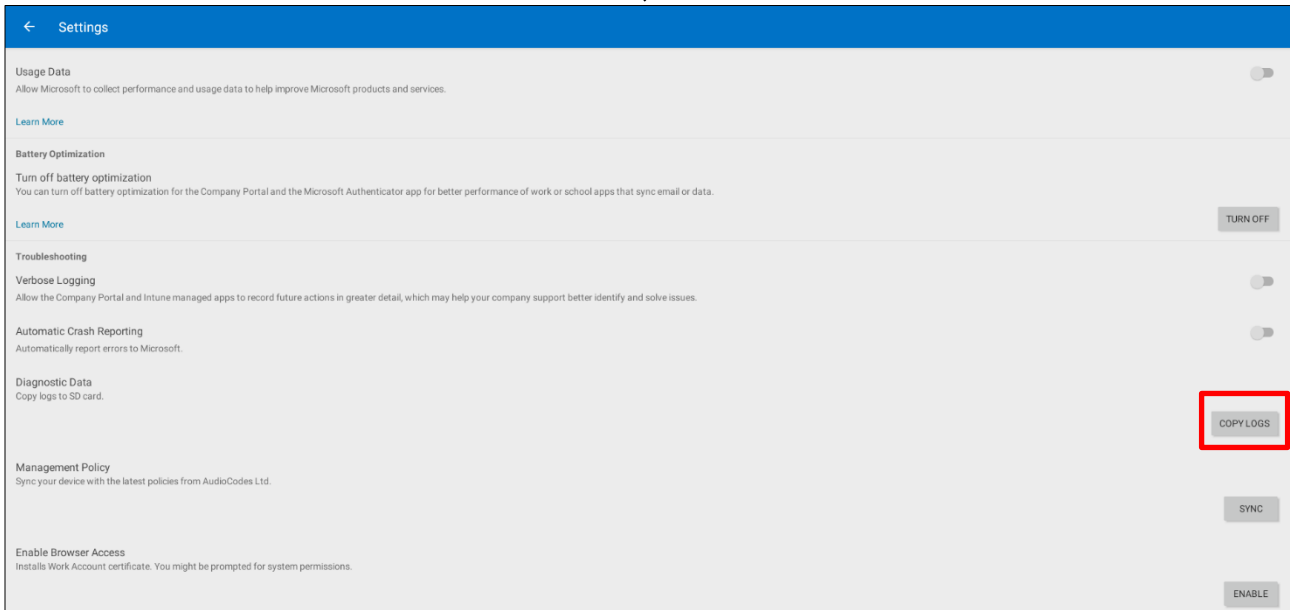 Settings
Usage Data
Allow Microsoft to collect performance and usage data to help improve Microsoft products and services.
Learn More
Battery Optimization
Turn off battery optimization
You can turn off battery optimization for the Company Portal and the Microsoft Authenticator app for better performance of work or school apps that sync email or data.
TURN OFF
Learn More
Troubleshooting
Verbose Logging
Allow the Company Portal and Intune managed apps to record future actions in greater detail, which may help your company support better identify and solve issues.
Automatic Crash Reporting
Automatically report errors to Microsoft.
Diagnostic Data
Copy logs to SD card.
COPY LOGS
Management Policy
Sync your device with the latest policies from AudioCodes Ltd.
SYNC
Enable Browser Access
Installs Work Account certificate. You might be prompted for system permissions.
ENABLE